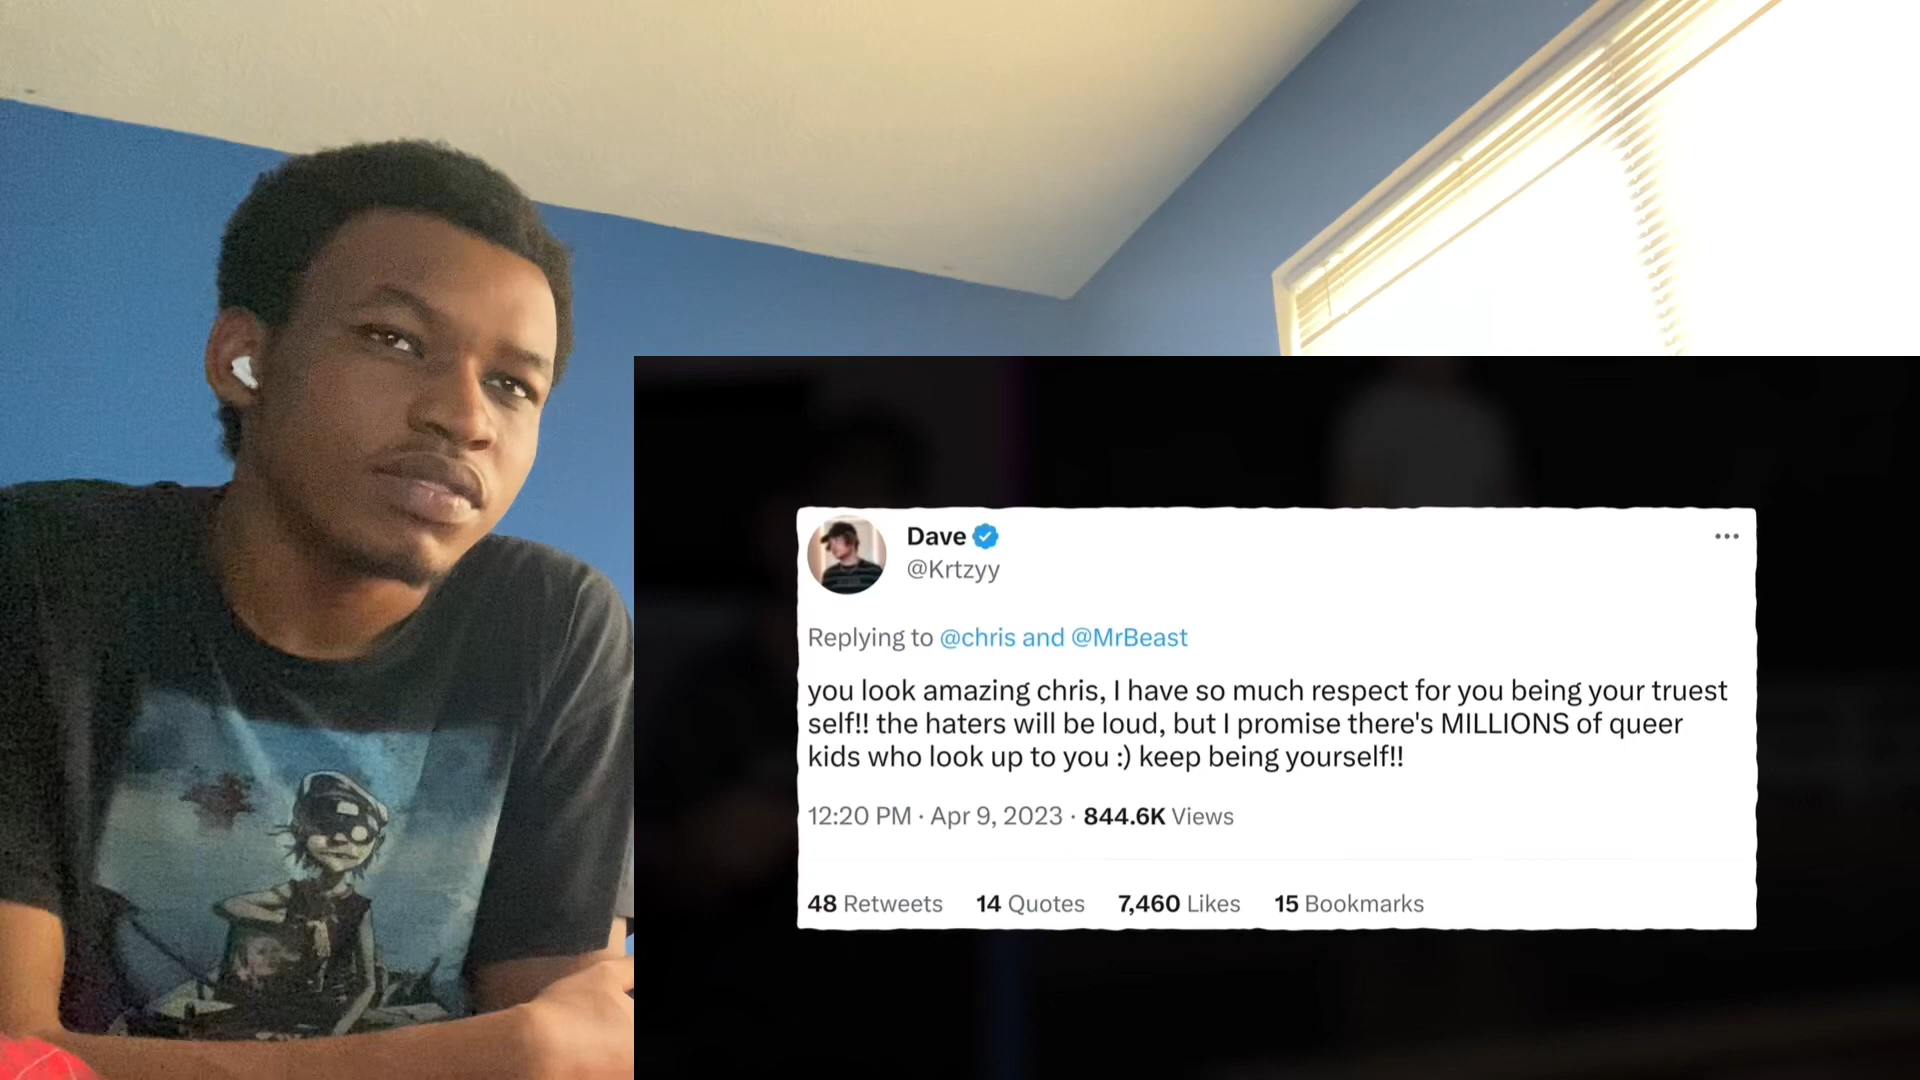 Dave
@Krtzyy
Replying to @chris and @MrBeast
you look amazing chris, I have so much respect for you being your truest
self!! the haters will be loud, but I promise there's MILLIONS of queer
kids who look up to you :) keep being yourself!!
12:20 PM · Apr 9, 2023 · 844.6K Views
48 Retweets 14 Quotes 7,460 Likes 15 Bookmarks